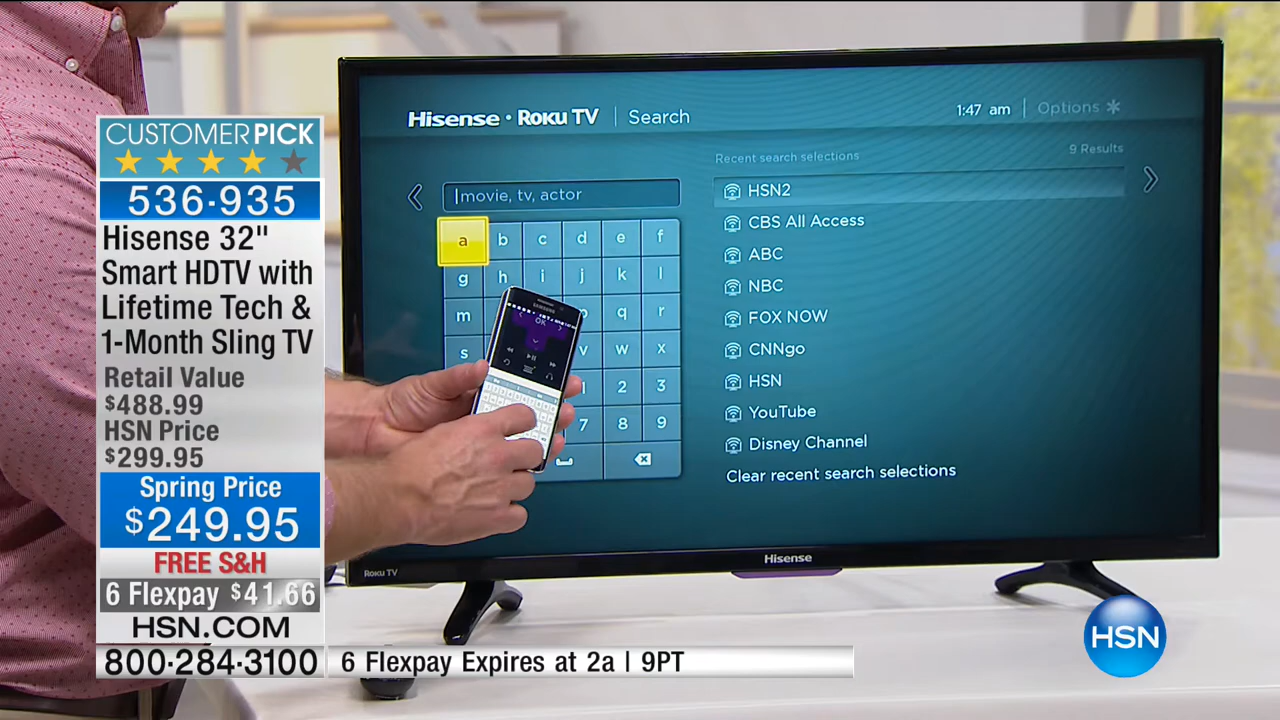 CUSTOMERPICK
536-935
Hisense 32"
Smart HDTV with
Lifetime Tech &
1-Month Sling TV
Retail Value
$488.99
HSN Price
$299.95
Spring Price
$249.95
FREE S&H
6 Flexpay $41.66
HSN.COM
800-284-3100
6 Flexpay Expires at 2a | 9PT
HSN
Hisense • Roku TV | Search
1:47 am | Options
Recent search selections
9 Results
movie, tv, actor
a b c d e f
g h i j k l
m q r
s v w x
1 2 3
7 8 9
HSN2
CBS All Access
ABC
NBC
FOX NOW
CNNgo
HSN
YouTube
Disney Channel
Clear recent search selections
SAMSUNG
OK
Hisense
Roku TV